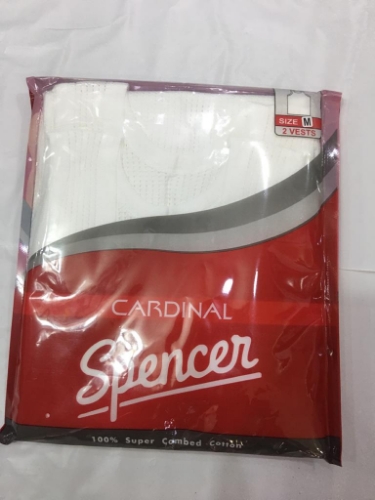 SIZE M
2 VESTS
CARDINAL
Spencer
100% Super Combed Cotton